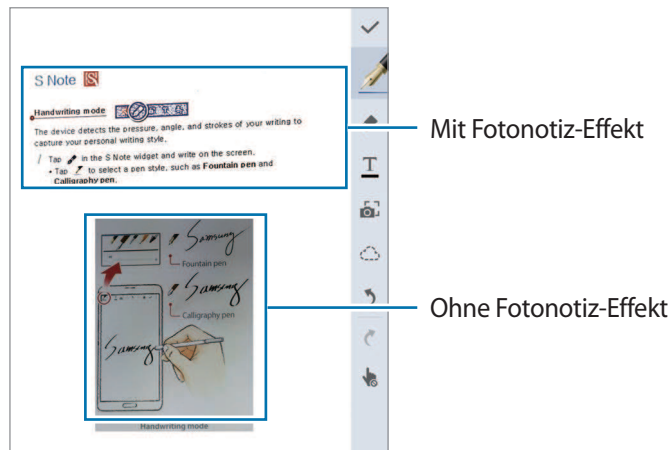 S Note
Handwriting mode
The device detects the pressure, angle, and strokes of your writing to
capture your personal writing style.
Tap in the S Note widget and write on the screen.
• Tap to select a pen style, such as Fountain pen and
Calligraphy pen.
Mit Fotonotiz-Effekt
T
Samsung
Fountain pen
Samsung
Calligraphy pen
Samsung
Ohne Fotonotiz-Effekt
Handwriting mode